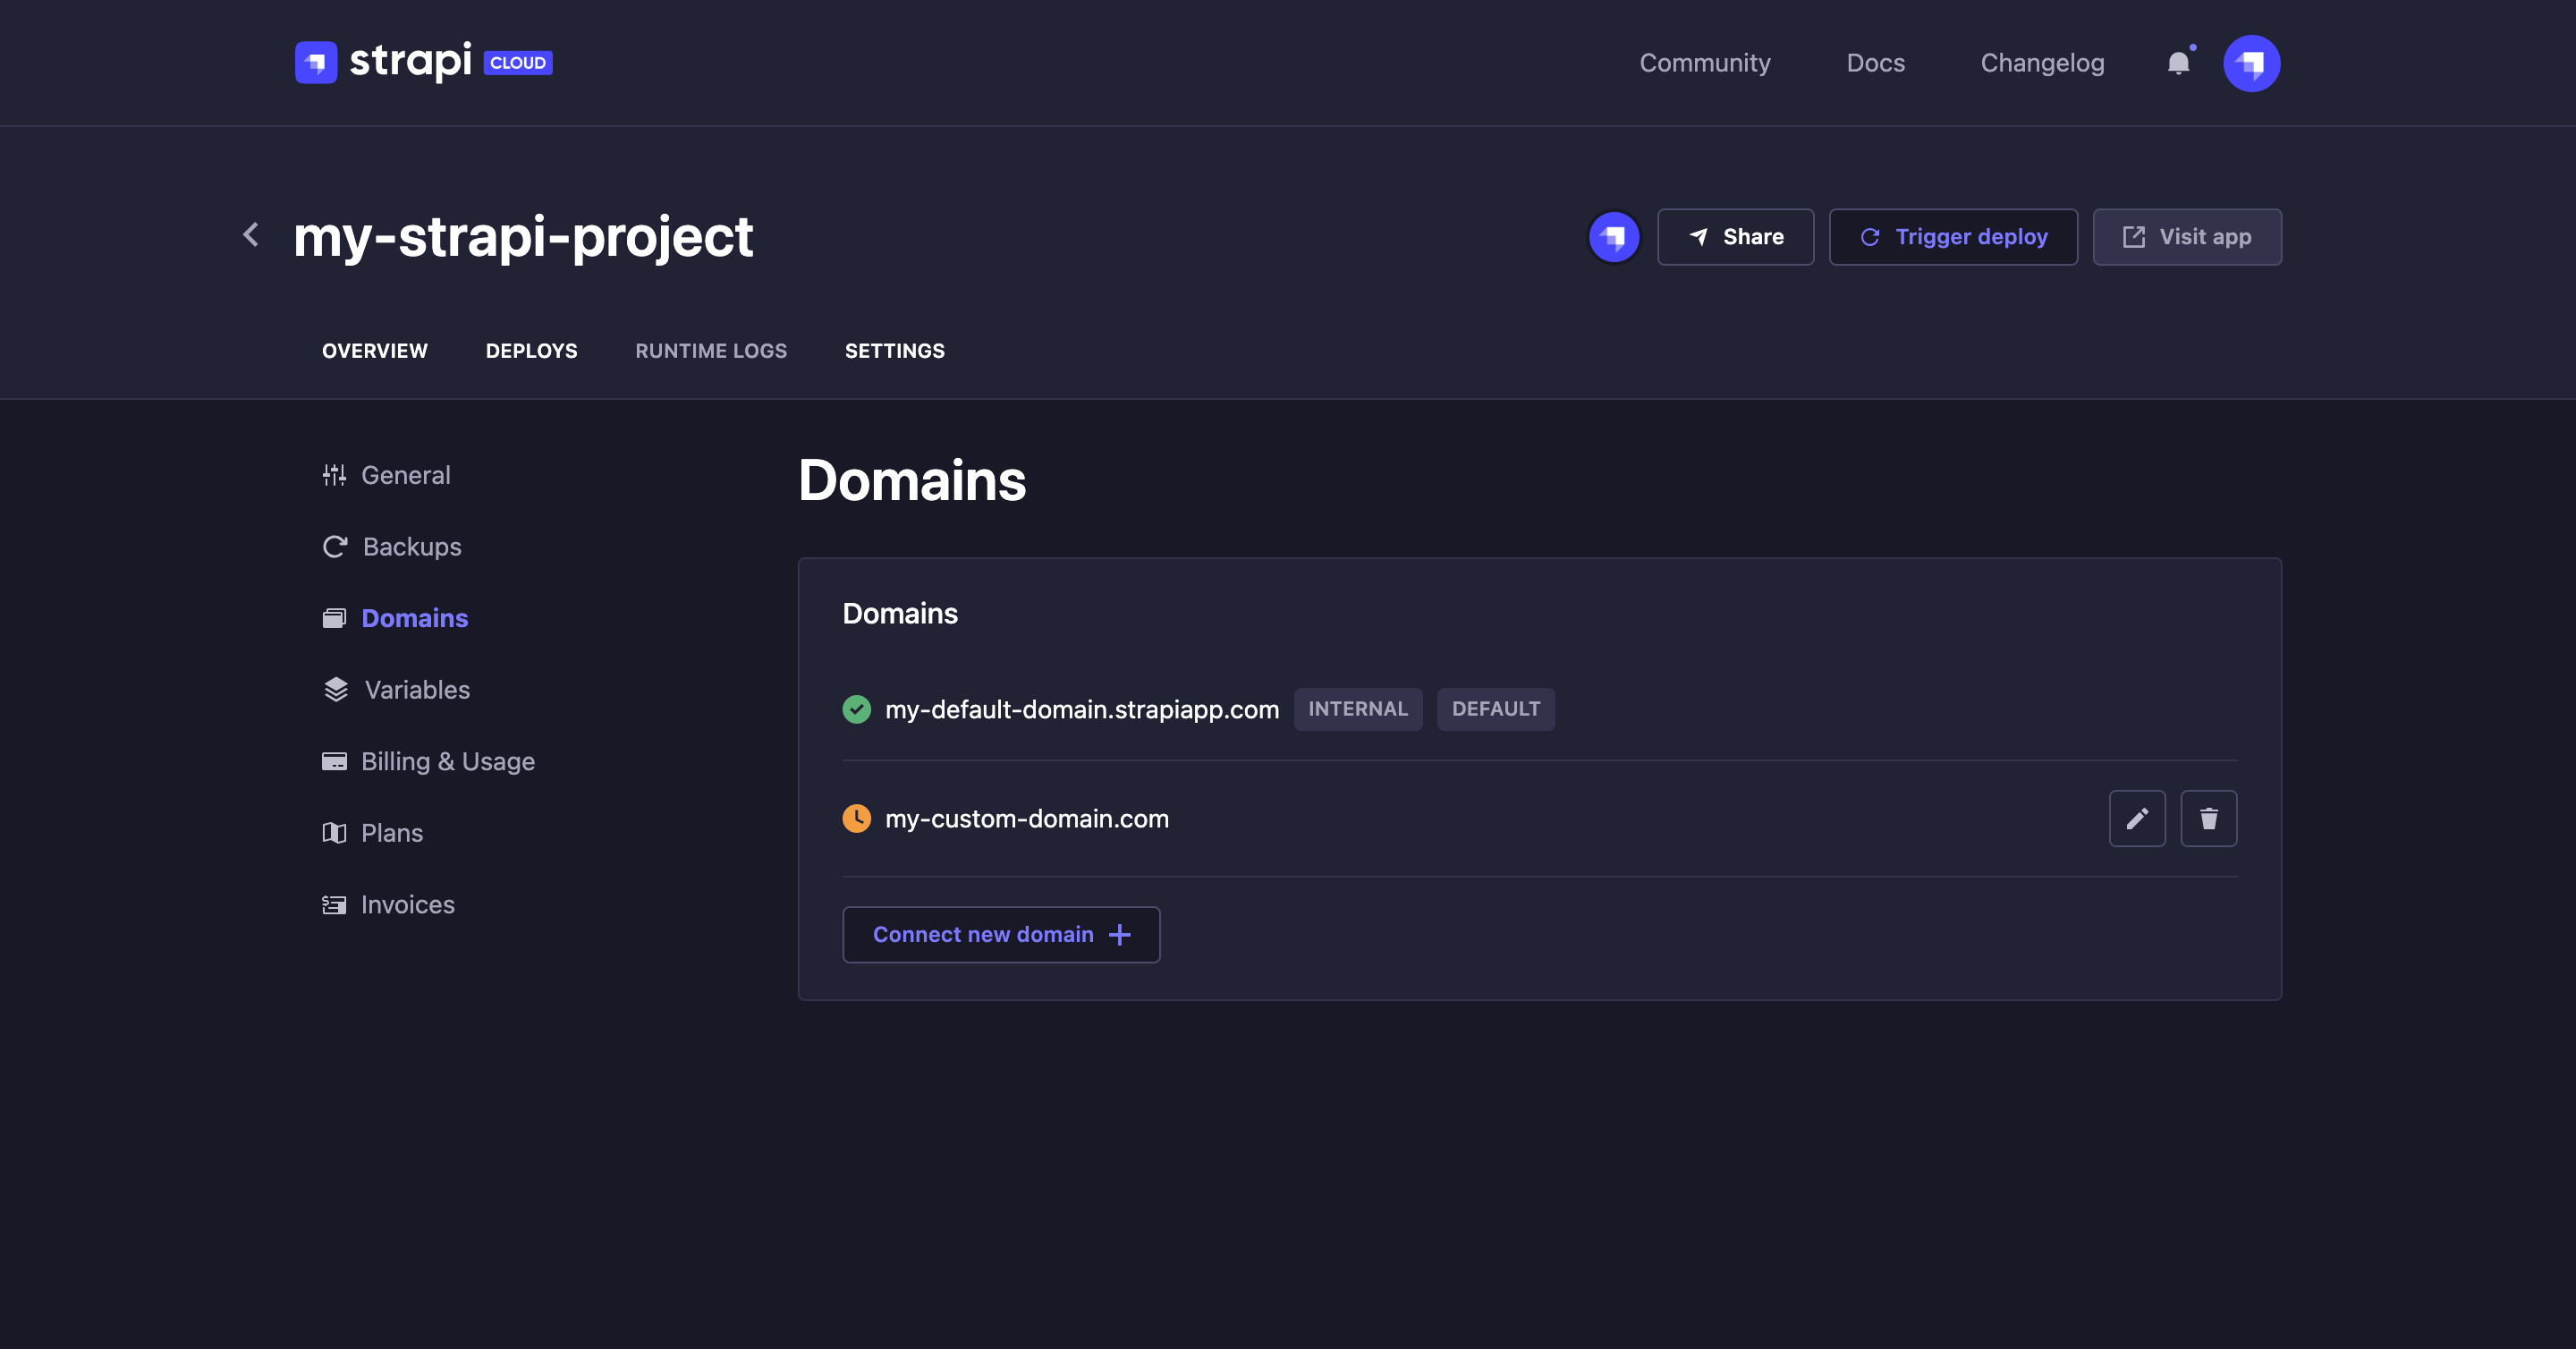 strapi CLOUD
Community Docs Changelog
my-strapi-project
Share Trigger deploy Visit app
OVERVIEW DEPLOYS RUNTIME LOGS SETTINGS
General
Backups
Domains
Variables
Billing & Usage
Plans
Invoices
Domains
Domains
my-default-domain.strapiapp.com INTERNAL DEFAULT
my-custom-domain.com
Connect new domain